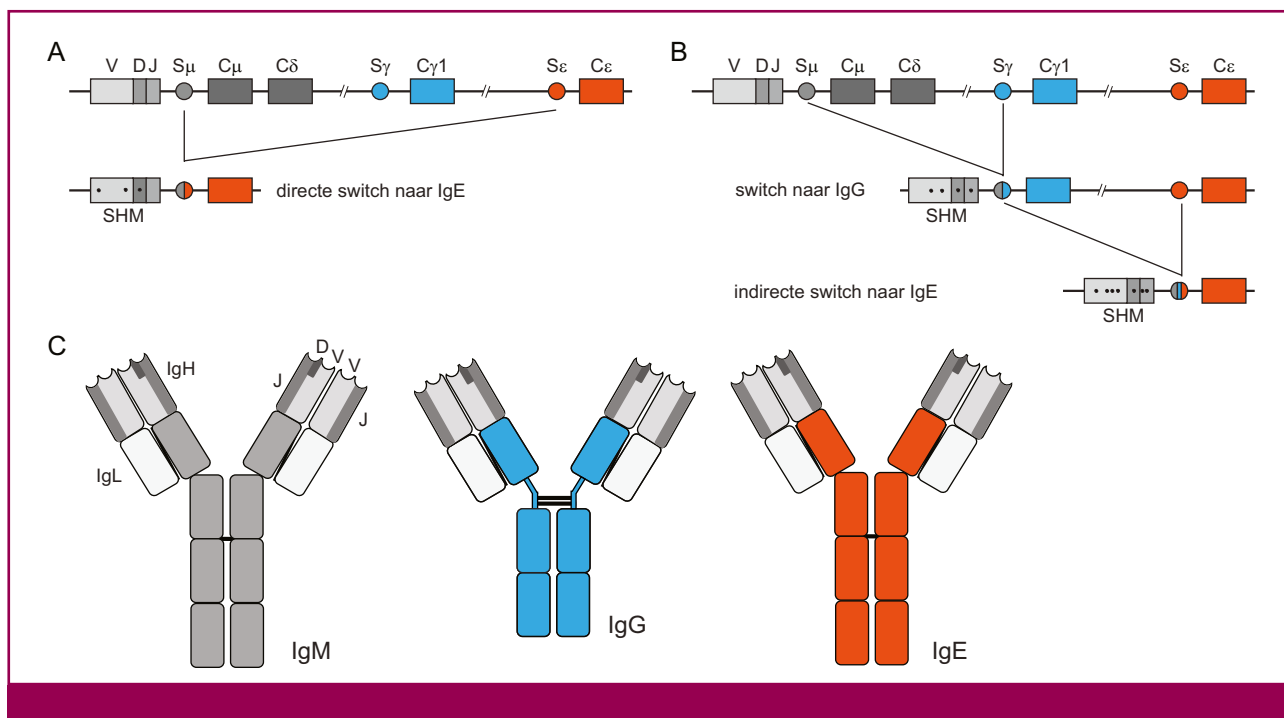 A
V D J Sμ Cμ Cδ Sγ Cγ1 Sε Cε
directe switch naar IgE
SHM
B
V D J Sμ Cμ Cδ Sγ Cγ1 Sε Cε
switch naar IgG
SHM
indirecte switch naar IgE
SHM
C
IgH
IgL
D
V
V
J
J
IgM
IgG
IgE